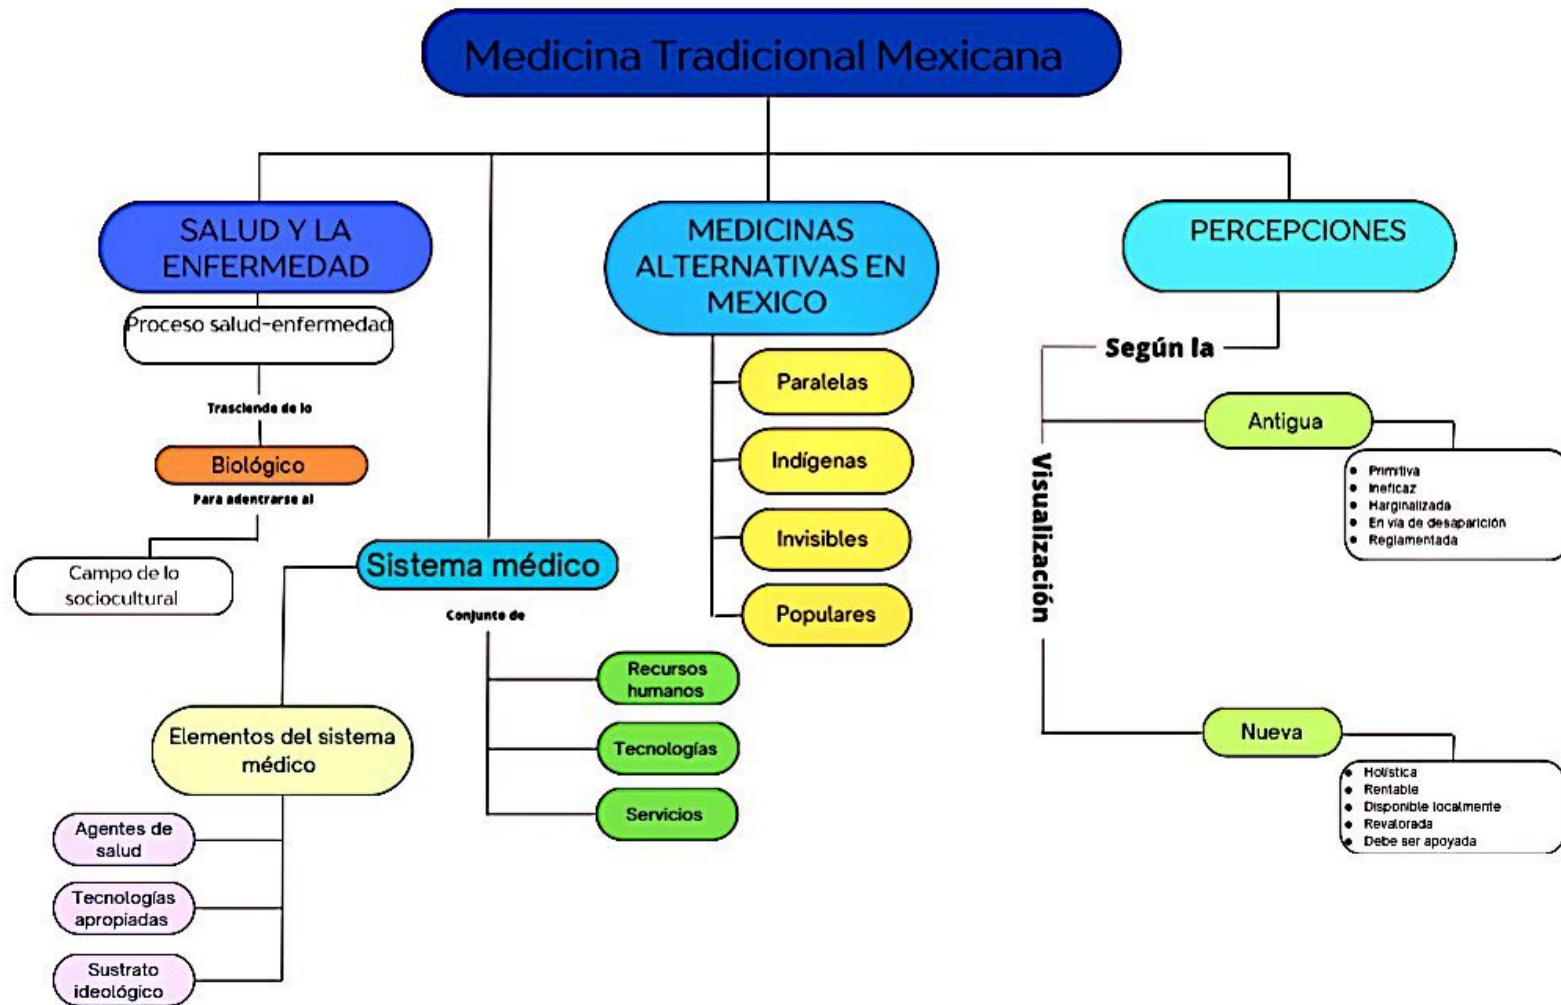 Medicina Tradicional Mexicana
SALUD Y LA
ENFERMEDAD
Proceso salud-enfermedad
Trasciende de lo
Biológico
Para adentrarse al
Campo de lo
sociocultural
Sistema médico
Conjunto de
Recursos
humanos
Tecnologías
Servicios
Elementos del sistema
médico
Agentes de
salud
Tecnologías
apropiadas
Sustrato
ideológico
MEDICINAS
ALTERNATIVAS EN
MEXICO
Paralelas
Indígenas
Invisibles
Populares
PERCEPCIONES
Según la
Visualización
Antigua
• Primitiva
• Ineficaz
• Marginalizada
• En vía de desaparición
• Reglamentada
Nueva
• Holística
• Rentable
• Disponible localmente
• Revalorada
• Debe ser apoyada